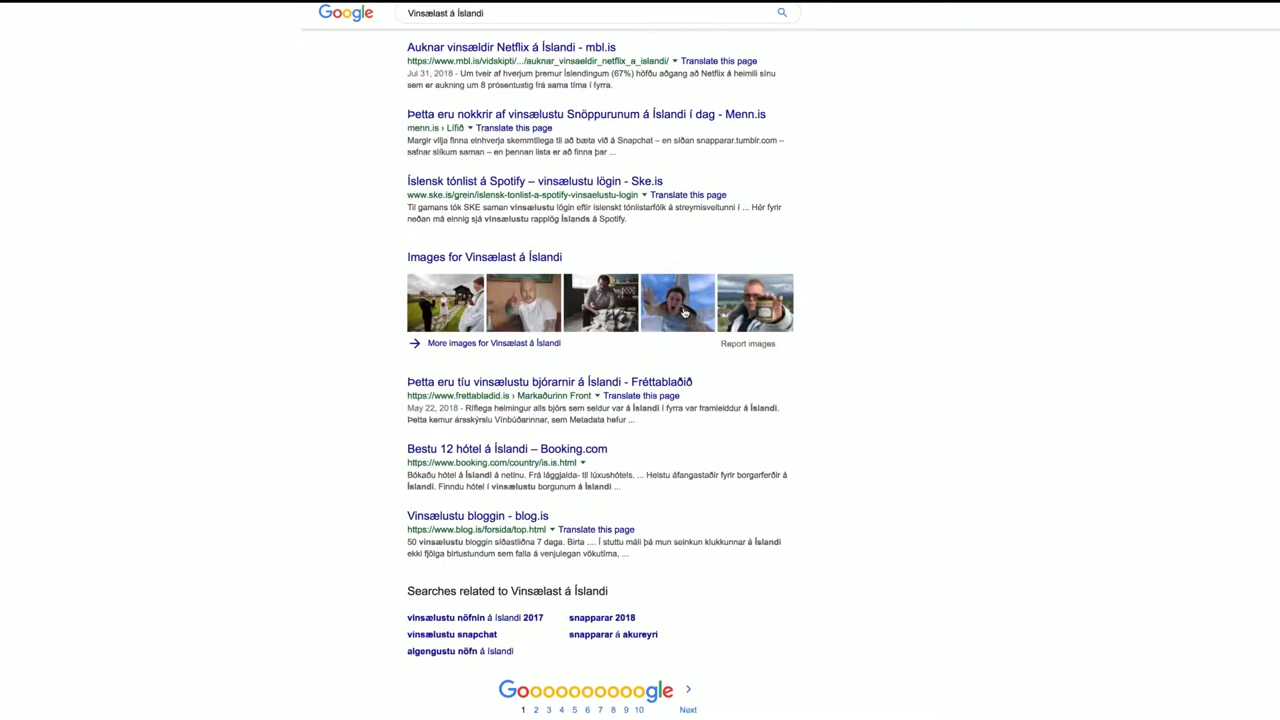 Google
Vinsælast á Íslandi
Auknar vinsældir Netflix á Íslandi - mbl.is
https://www.mbl.is/vidskipti/.../auknar_vinsaeldir_netflix_a_islandi/ Translate this page
Jul 31, 2018 - Um tveir af hverjum þremur Íslendingum (67%) höfðu aðgang að Netflix á heimili sínu
sem er aukning um 8 prósentustig frá sama tíma í fyrra.
Þetta eru nokkrir af vinsælustu Snöppurunum á Íslandi í dag - Menn.is
menn.is › Lífið Translate this page
Margir vilja finna einhverja skemmtilega til að bæta við á Snapchat – en síðan snapparar.tumblr.com –
safnar slíkum saman – en þennan lista er að finna þar ...
Íslensk tónlist á Spotify – vinsælustu lögin - Ske.is
www.ske.is/grein/islensk-tonlist-a-spotify-vinsaelustu-login Translate this page
Til gamans tók SKE saman vinsælustu lögin eftir íslenskt tónlistarfólk á streymisveitunni í ... Hér fyrir
neðan má einnig sjá vinsælustu rapplög Íslands á Spotify.
Images for Vinsælast á Íslandi
More images for Vinsælast á Íslandi
Report images
Þetta eru tíu vinsælustu bjórarnir á Íslandi - Fréttablaðið
https://www.frettabladid.is › Markaðurinn Front Translate this page
May 22, 2018 - Ríflega helmingur alls bjórs sem seldur var á Íslandi í fyrra var framleiddur á Íslandi.
Þetta kemur ársskýrslu Vínbúðarinnar, sem Metadata hefur ...
Bestu 12 hótel á Íslandi – Booking.com
https://www.booking.com/country/is.is.html
Bókaðu hótel á Íslandi á netinu. Frá lággjalda- til lúxushótels. ... Helstu áfangastaðir fyrir borgarferðir á
Íslandi. Finndu hótel í vinsælustu borgunum á Íslandi ...
Vinsælustu bloggin - blog.is
https://www.blog.is/forsida/top.html Translate this page
50 vinsælustu bloggin síðastliðna 7 daga. Birta .... Í stuttu máli þá mun seinkun klukkunnar á Íslandi
ekki fjölga birtustundum sem falla á venjulegan vökutíma, ...
Searches related to Vinsælast á Íslandi
vinsælustu nöfnin á íslandi 2017
snapparar 2018
vinsælustu snapchat
snapparar á akureyri
algengustu nöfn á íslandi
Goooooooooogle
1 2 3 4 5 6 7 8 9 10 Next